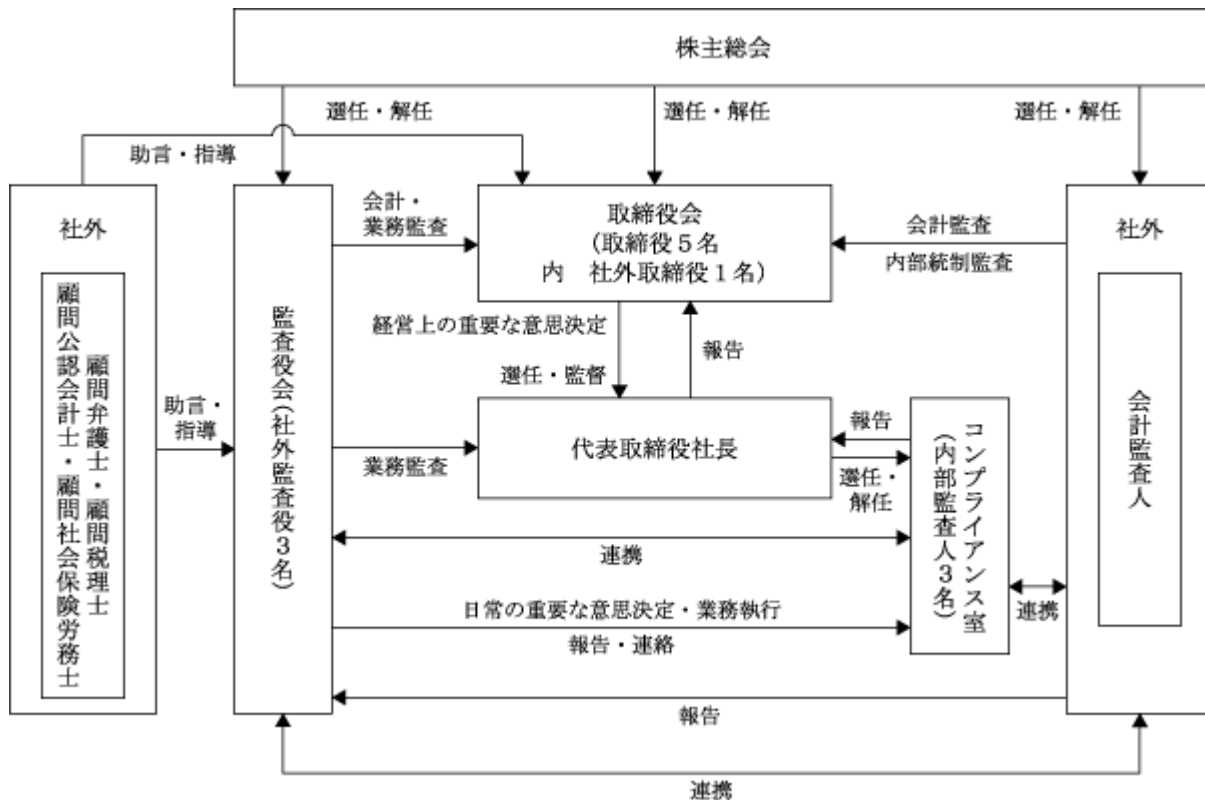 株主総会
選任・解任
選任・解任
選任・解任
助言・指導
社外
顧問弁護士・顧問税理士
顧問公認会計士・顧問社会保険労務士
助言・
指導
監査役会(社外監査役3名)
会計・
業務監査
取締役会
(取締役5名
内 社外取締役1名)
会計監査
内部統制監査
社外
会計監査人
経営上の重要な意思決定
選任・監督
報告
業務監査
代表取締役社長
報告
選任・
解任
コンプライアンス室
(内部監査人3名)
連携
連携
日常の重要な意思決定・業務執行
報告・連絡
報告
連携